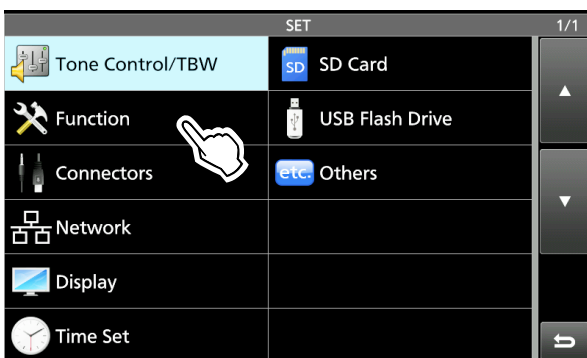 SET
1/1
Tone Control/TBW
SD
SD Card
Function
USB Flash Drive
Connectors
etc.
Others
Network
Display
Time Set